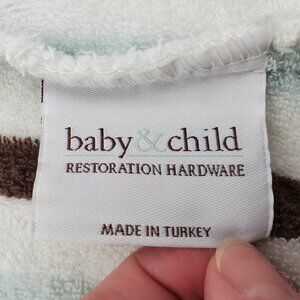 baby & child
RESTORATION HARDWARE
MADE IN TURKEY